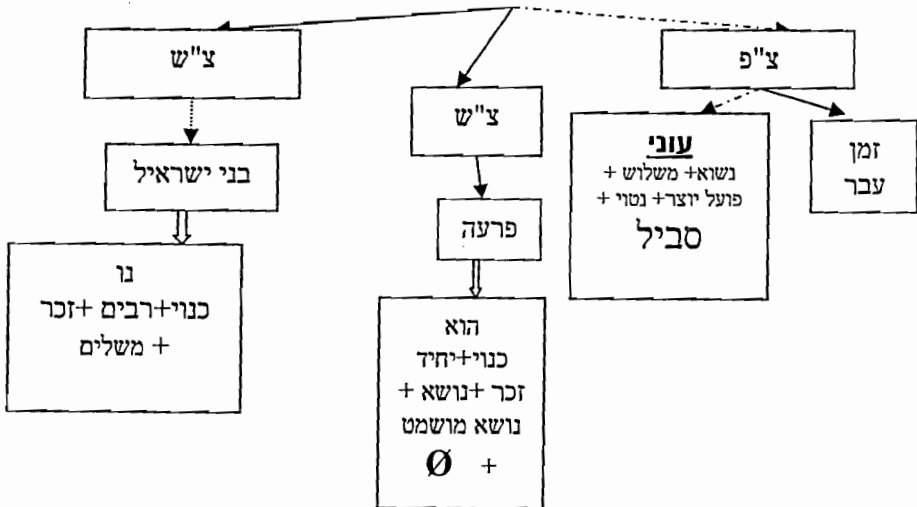 צ"פ
עוני
נשוא+ משלוש +
פועל יוצר+ נטוי +
סביל
זמן
עבר
צ"ש
פרעה
הוא
כנוי+יחיד
זכר +נושא +
נושא מושמט
+ Ø
צ"ש
בני ישראיל
נו
כנוי+רבים +זכר
+ משלים